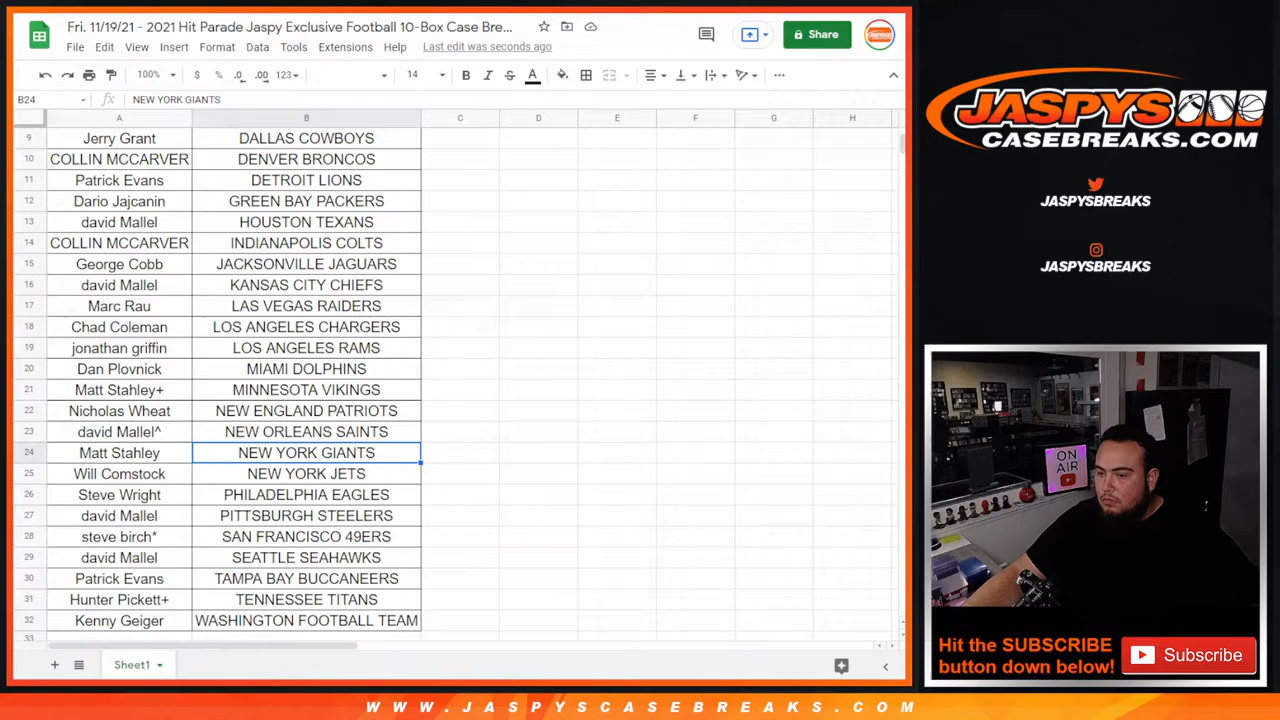 Fri. 11/19/21 - 2021 Hit Parade Jaspy Exclusive Football 10-Box Case Bre...
File Edit View Insert Format Data Tools Extensions Help Last edit was seconds ago
Share
100% $ % .0 .00 123 14 B I S A
B24 fx NEW YORK GIANTS
A B C D E F G H
9 Jerry Grant DALLAS COWBOYS
10 COLLIN MCCARVER DENVER BRONCOS
11 Patrick Evans DETROIT LIONS
12 Dario Jajcanin GREEN BAY PACKERS
13 david Mallel HOUSTON TEXANS
14 COLLIN MCCARVER INDIANAPOLIS COLTS
15 George Cobb JACKSONVILLE JAGUARS
16 david Mallel KANSAS CITY CHIEFS
17 Marc Rau LAS VEGAS RAIDERS
18 Chad Coleman LOS ANGELES CHARGERS
19 jonathan griffin LOS ANGELES RAMS
20 Dan Plovnick MIAMI DOLPHINS
21 Matt Stahley+ MINNESOTA VIKINGS
22 Nicholas Wheat NEW ENGLAND PATRIOTS
23 david Mallel^ NEW ORLEANS SAINTS
24 Matt Stahley NEW YORK GIANTS
25 Will Comstock NEW YORK JETS
26 Steve Wright PHILADELPHIA EAGLES
27 david Mallel PITTSBURGH STEELERS
28 steve birch* SAN FRANCISCO 49ERS
29 david Mallel SEATTLE SEAHAWKS
30 Patrick Evans TAMPA BAY BUCCANEERS
31 Hunter Pickett+ TENNESSEE TITANS
32 Kenny Geiger WASHINGTON FOOTBALL TEAM
33
Sheet1
JASPYS
CASEBREAKS.COM
JASPYSBREAKS
JASPYSBREAKS
ON
AIR
Hit the SUBSCRIBE
button down below!
Subscribe
WWW.JASPYSCASEBREAKS.COM